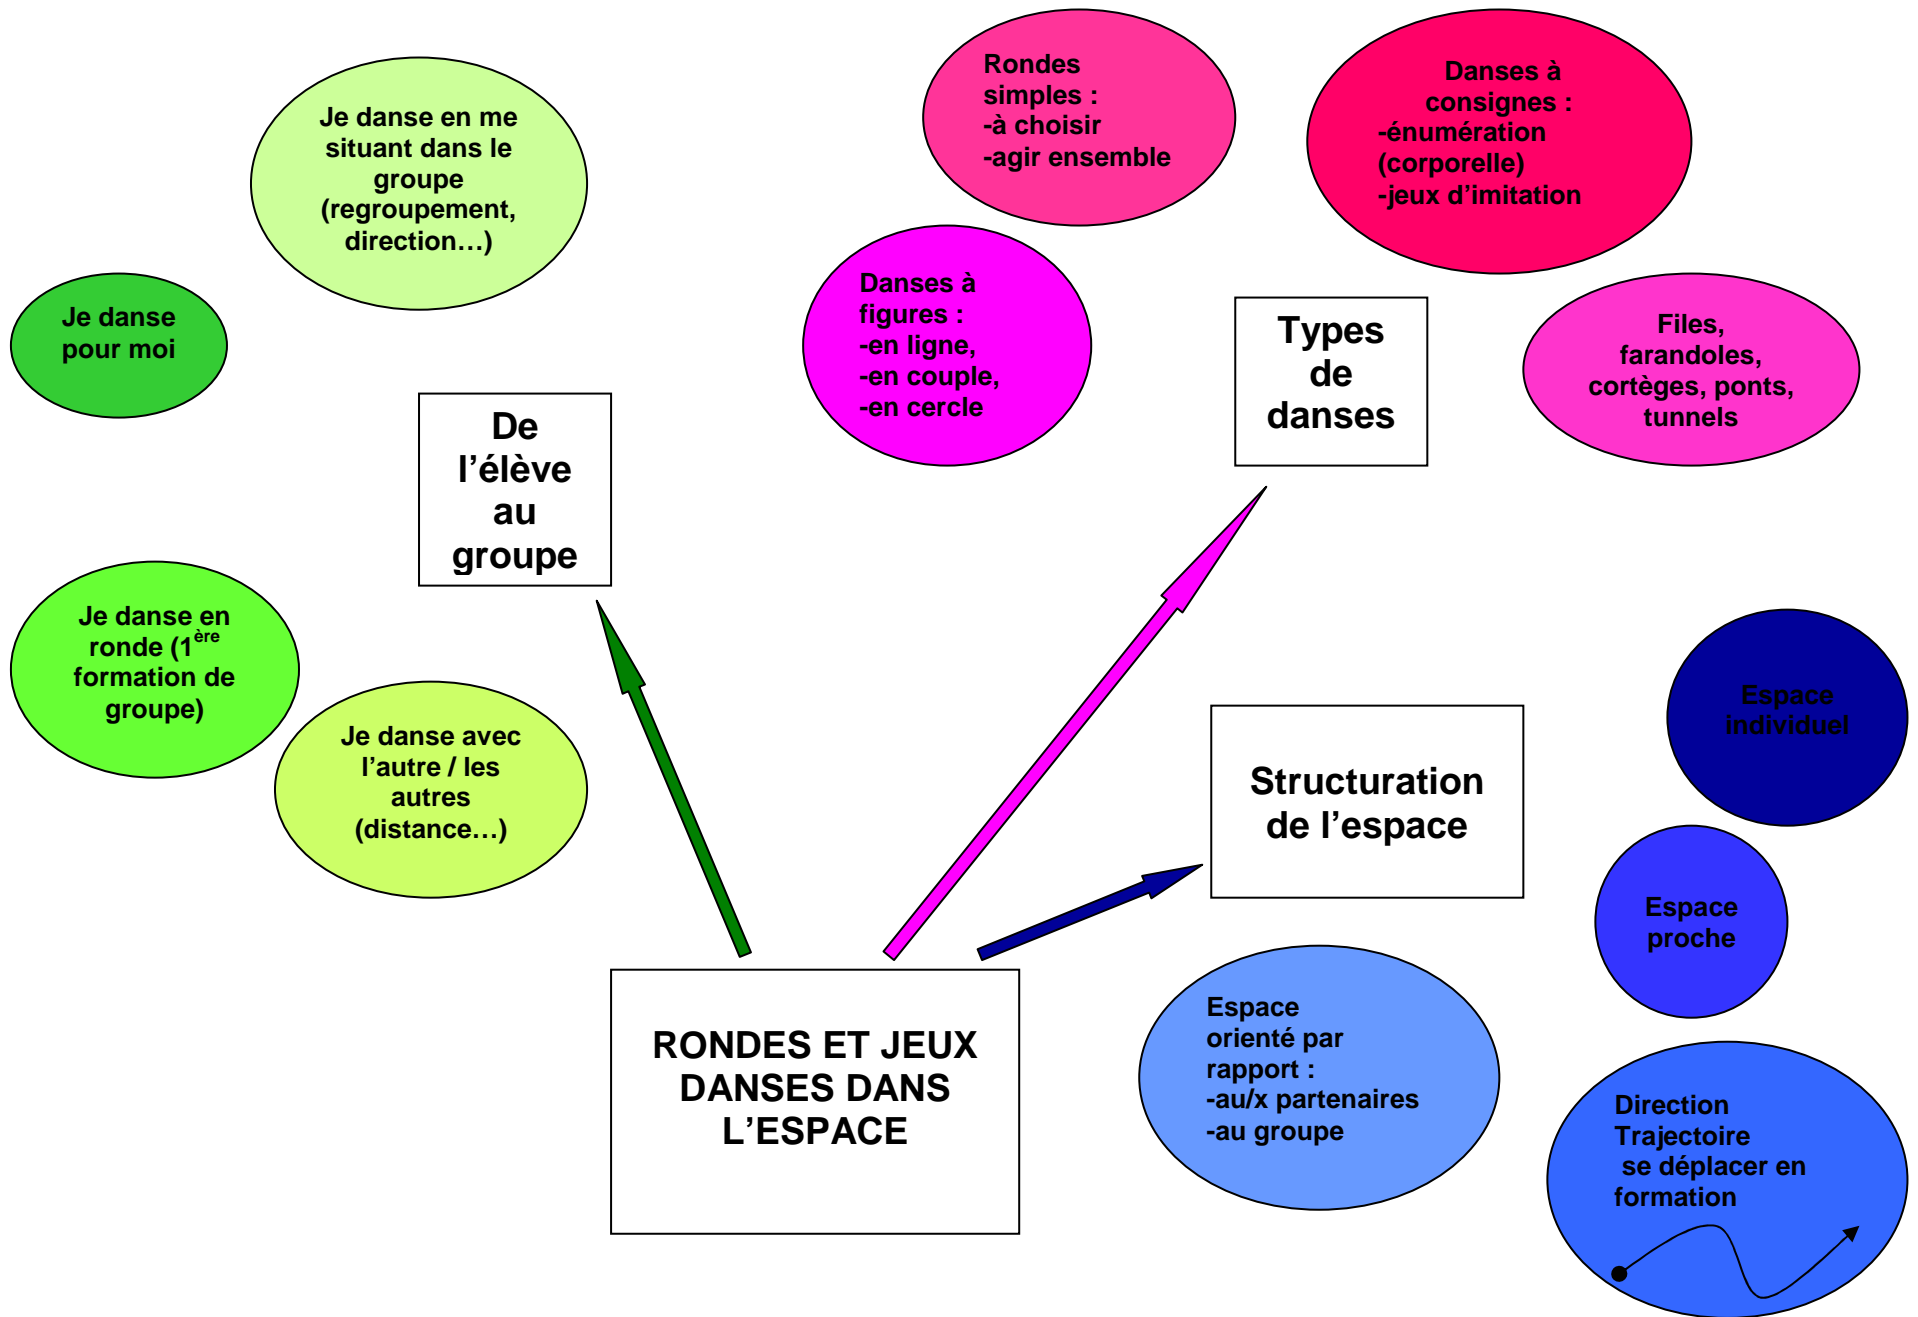 Je danse en me
situant dans le
groupe
(regroupement,
direction…)
Je danse
pour moi
De
l’élève
au
groupe
Je danse en
ronde (1ère
formation de
groupe)
Je danse avec
l’autre / les
autres
(distance…)
Rondes
simples :
-à choisir
-agir ensemble
Danses à
consignes :
-énumération
(corporelle)
-jeux d’imitation
Danses à
figures :
-en ligne,
-en couple,
-en cercle
Types
de
danses
Files,
farandoles,
cortèges, ponts,
tunnels
Structuration
de l’espace
Espace
individuel
Espace
proche
Espace
orienté par
rapport :
-au/x partenaires
-au groupe
Direction
Trajectoire
se déplacer en
formation
RONDES ET JEUX
DANSES DANS
L’ESPACE